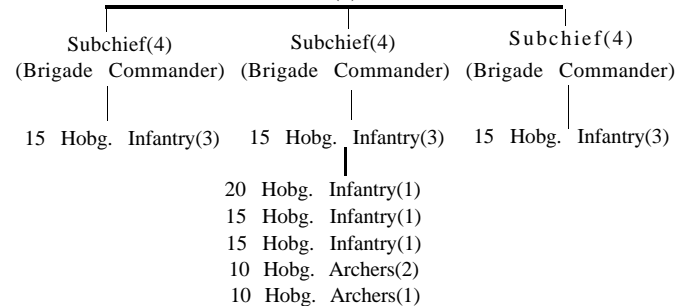 Subchief(4) Subchief(4) Subchief(4)
(Brigade Commander) (Brigade Commander) (Brigade Commander)
15 Hobg. Infantry(3) 15 Hobg. Infantry(3) 15 Hobg. Infantry(3)
20 Hobg. Infantry(1)
15 Hobg. Infantry(1)
15 Hobg. Infantry(1)
10 Hobg. Archers(2)
10 Hobg. Archers(1)